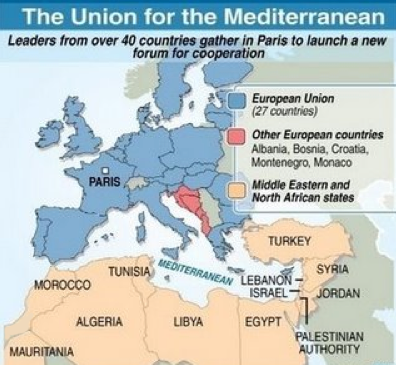 The Union for the Mediterranean
Leaders from over 40 countries gather in Paris to launch a new
forum for cooperation
European Union
(27 countries)
Other European countries
Albania, Bosnia, Croatia,
Montenegro, Monaco
Middle Eastern and
North African states
PARIS
TURKEY
TUNISIA
MEDITERRANEAN
SYRIA
LEBANON
MOROCCO
ISRAEL
JORDAN
ALGERIA
LIBYA
EGYPT
PALESTINIAN
AUTHORITY
MAURITANIA